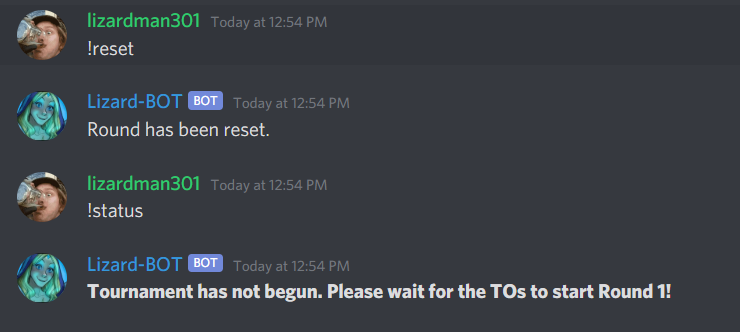 lizardman301 Today at 12:54 PM
!reset
Lizard-BOT BOT Today at 12:54 PM
Round has been reset.
lizardman301 Today at 12:54 PM
!status
Lizard-BOT BOT Today at 12:54 PM
Tournament has not begun. Please wait for the TOs to start Round 1!